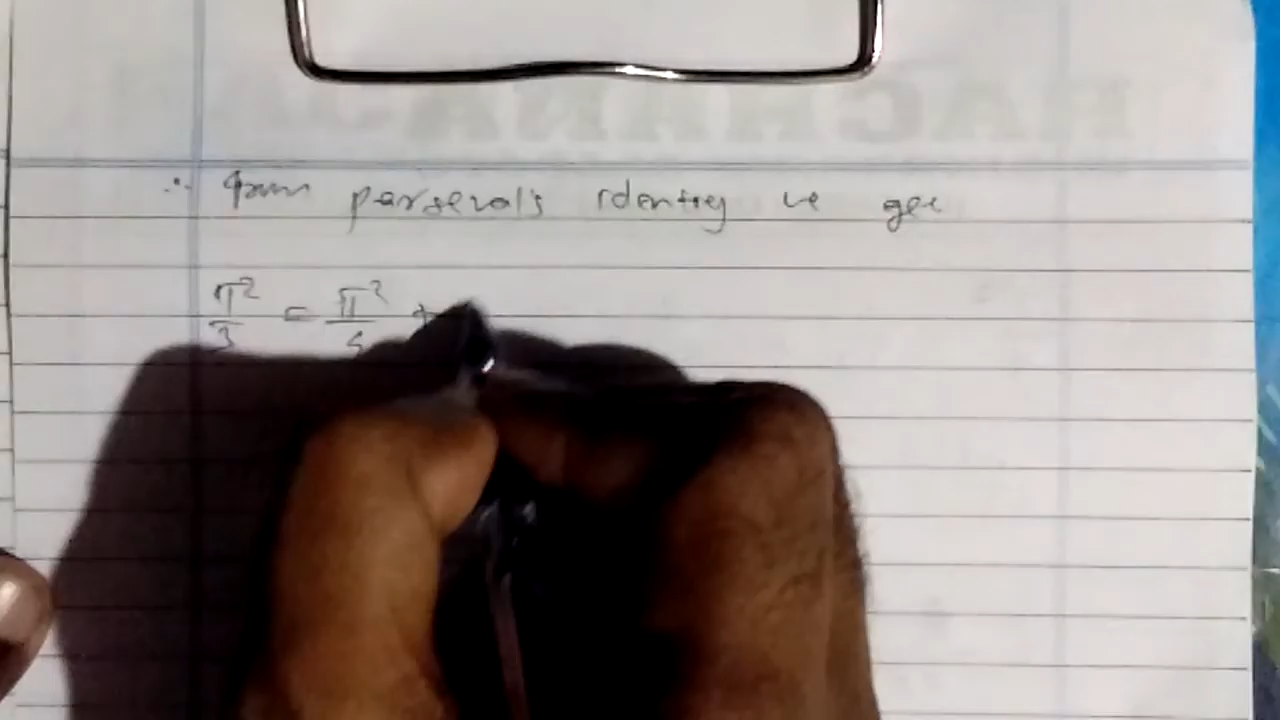 ∴ from parseval's identity we get
π²/3 = π²/4 +